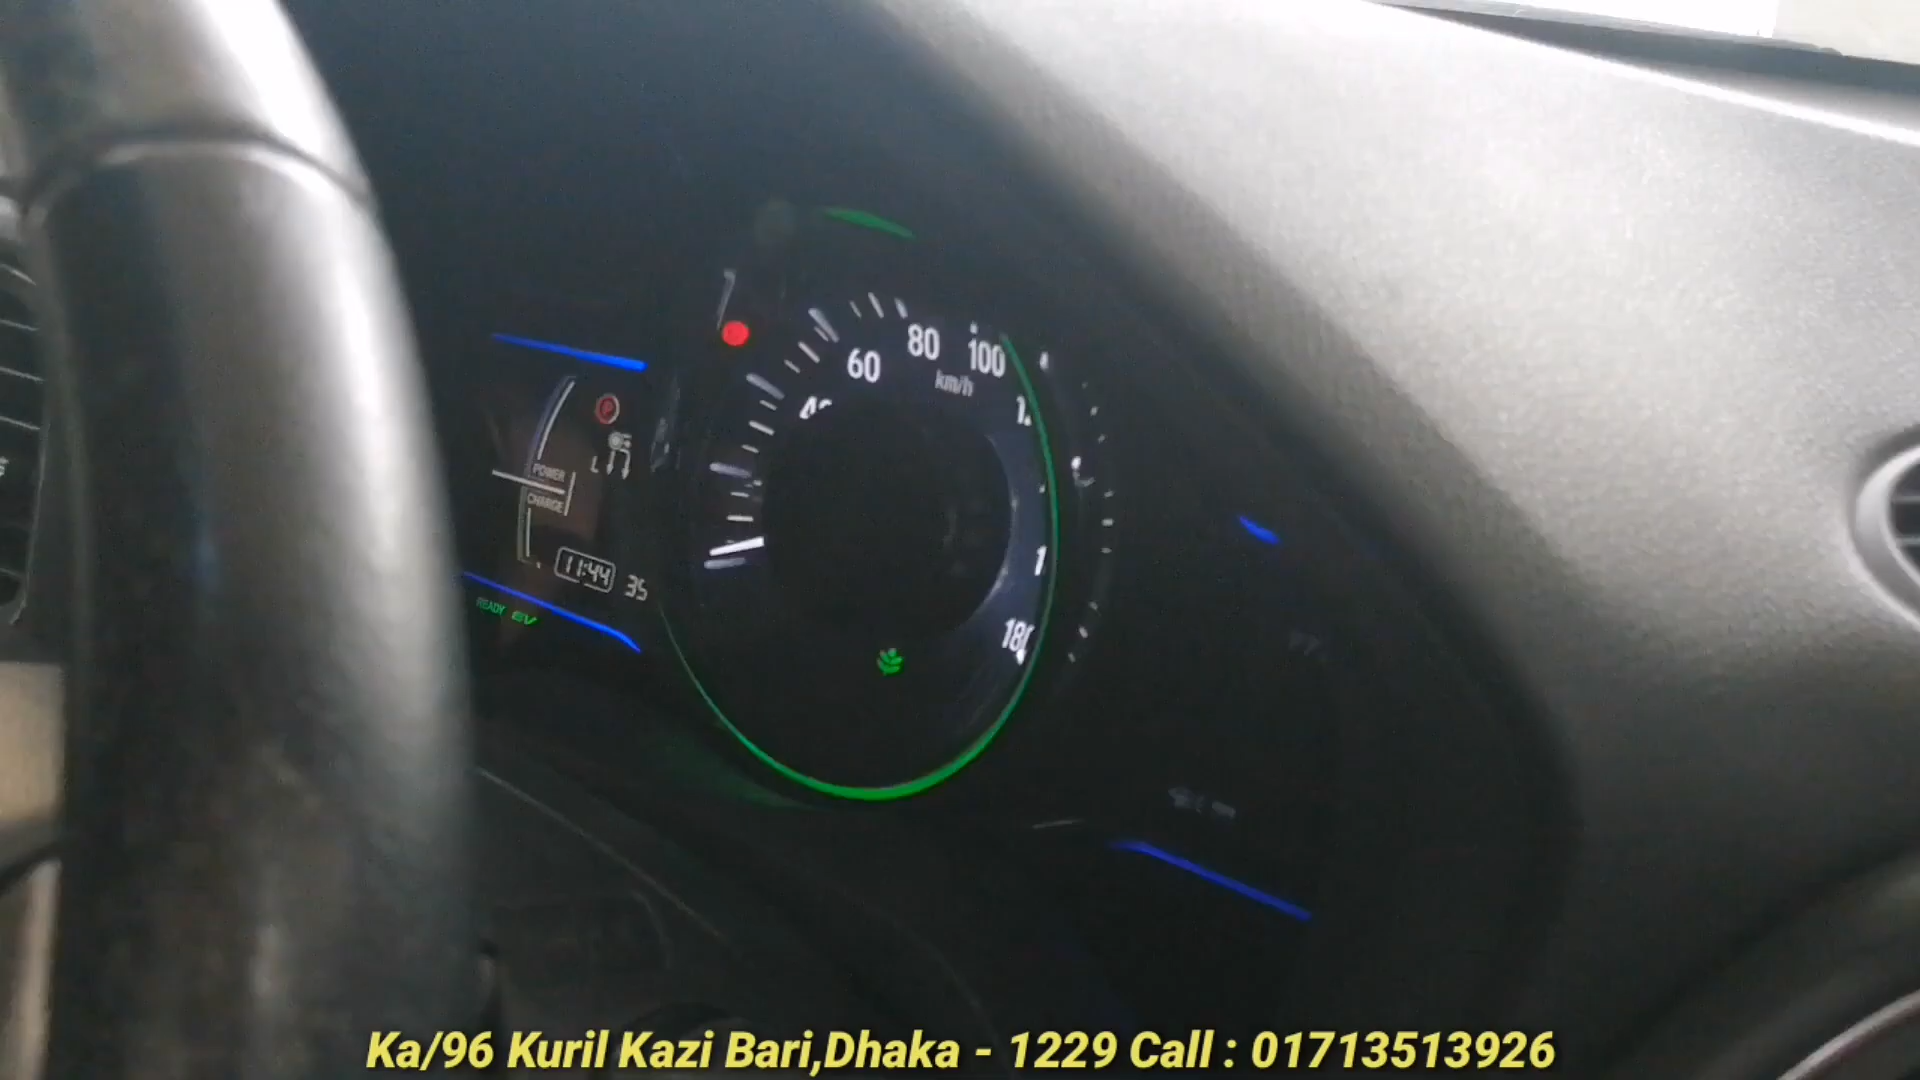 60
80
100
km/h
P
L
POWER
CHARGE
11:44
35
READY EV
180
Ka/96 Kuril Kazi Bari,Dhaka - 1229 Call : 01713513926